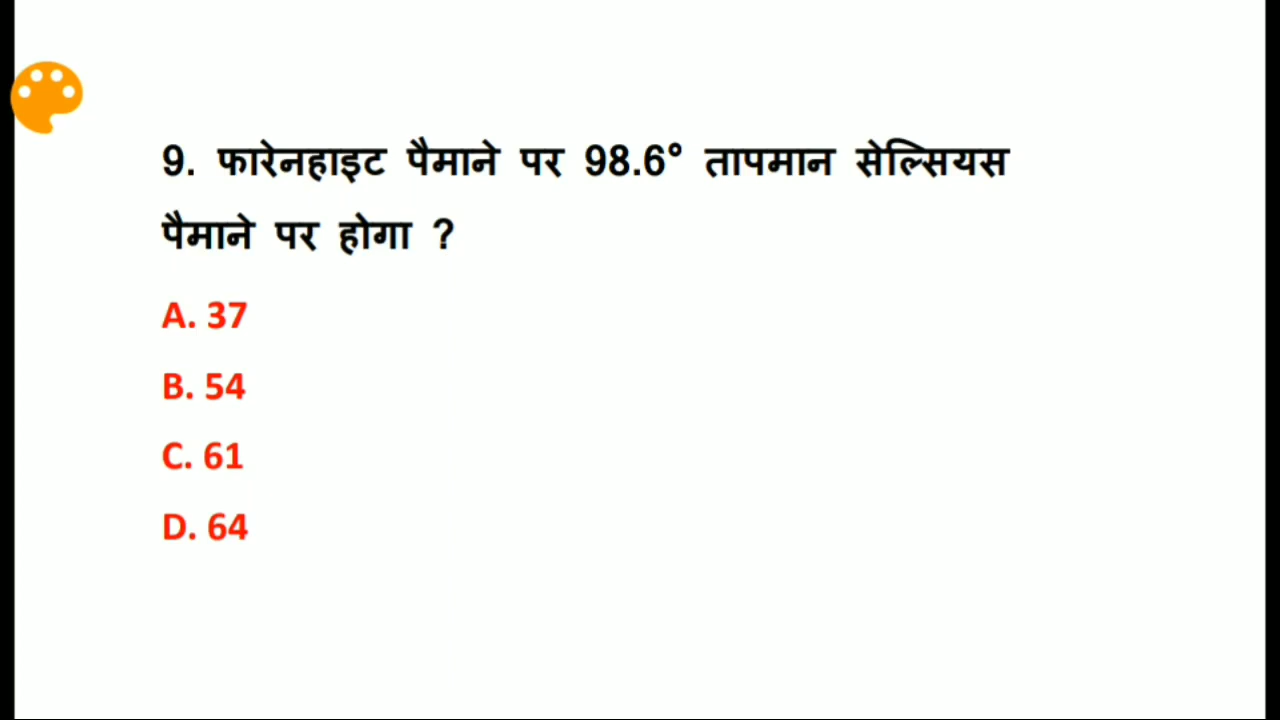 9. फारेनहाइट पैमाने पर 98.6° तापमान सेल्सियस
पैमाने पर होगा ?
A. 37
B. 54
C. 61
D. 64